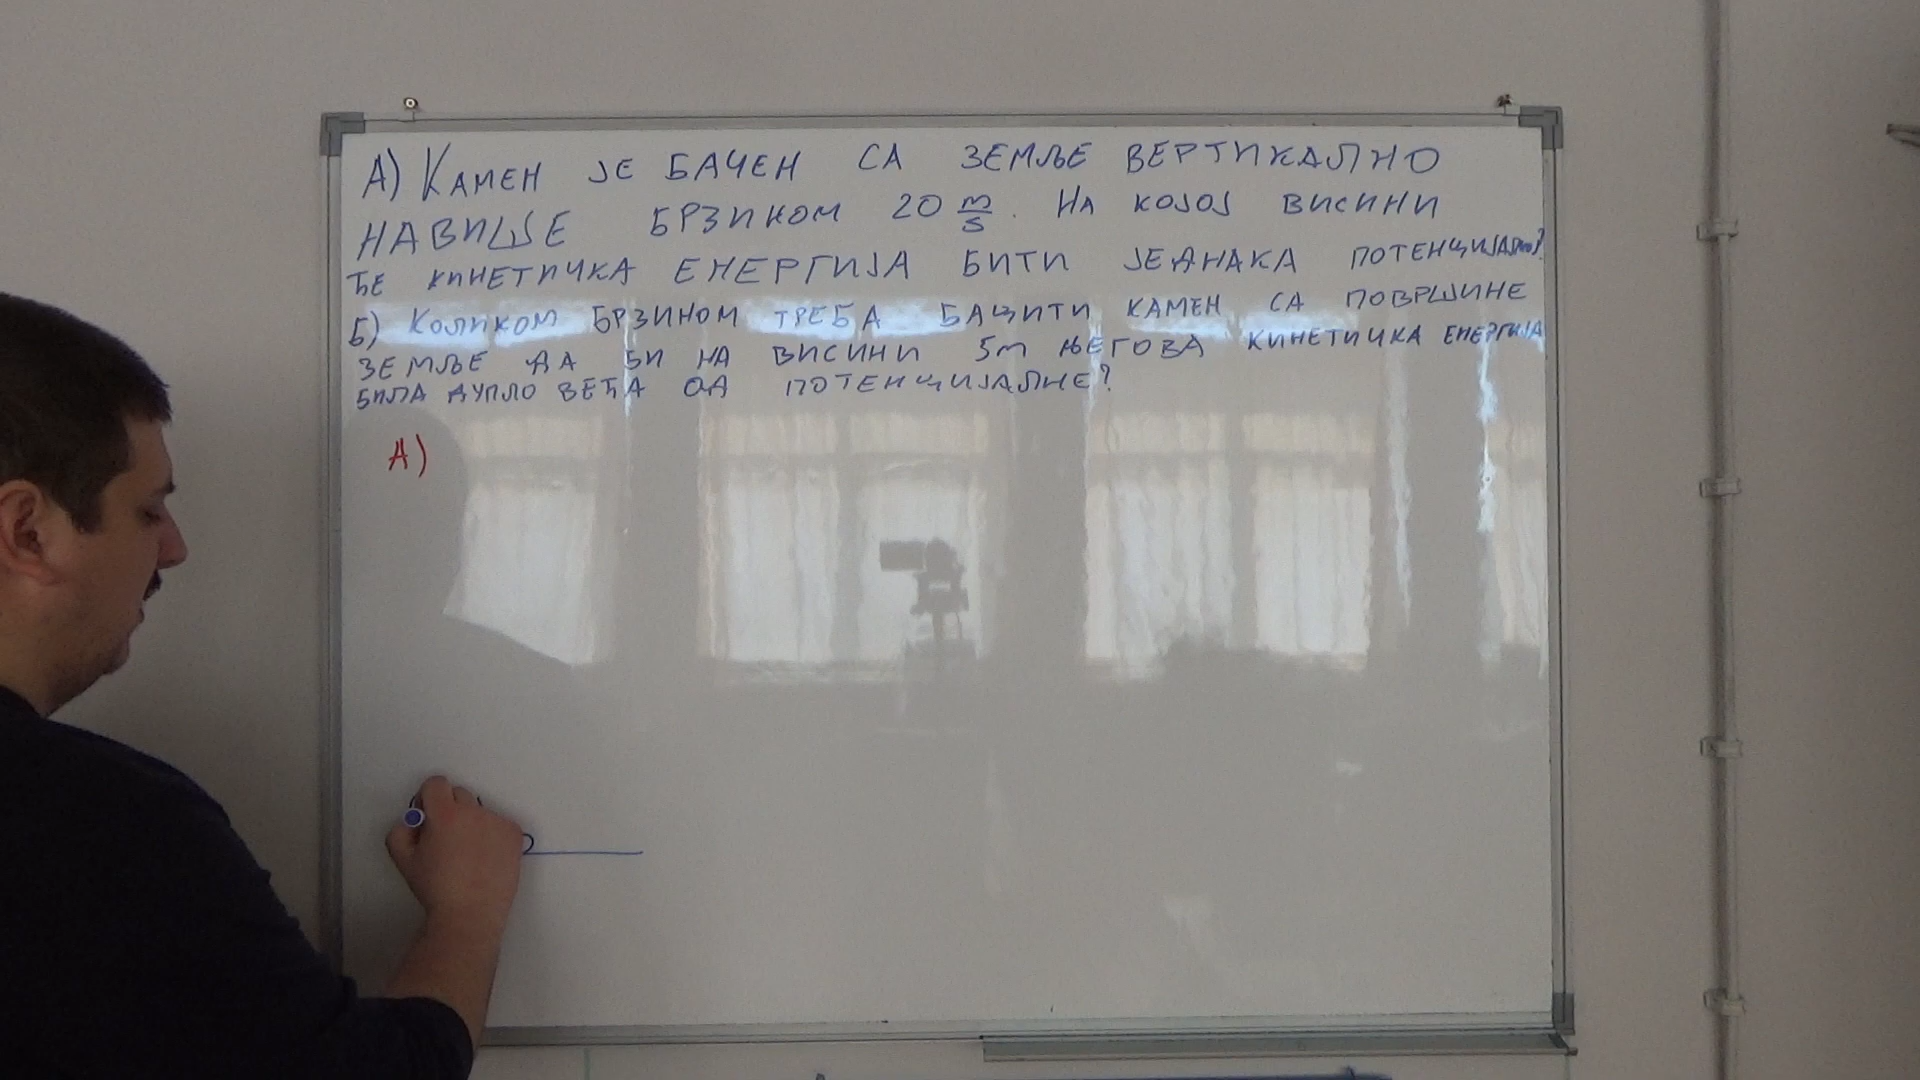 А) КАМЕН ЈЕ БАЧЕН СА ЗЕМЉЕ ВЕРТИКАЛНО
НАВИШЕ БРЗИНОМ 20 m/s. НА КОЈОЈ ВИСИНИ
ЋЕ КИНЕТИЧКА ЕНЕРГИЈА БИТИ ЈЕДНАКА ПОТЕНЦИЈАЛНОЈ?
Б) КОЛИКОМ БРЗИНОМ ТРЕБА БАЦИТИ КАМЕН СА ПОВРШИНЕ
ЗЕМЉЕ ДА БИ НА ВИСИНИ 5m ЊЕГОВА КИНЕТИЧКА ЕНЕРГИЈА
БИЛА ДУПЛО ВЕЋА ОД ПОТЕНЦИЈАЛНЕ?
А)